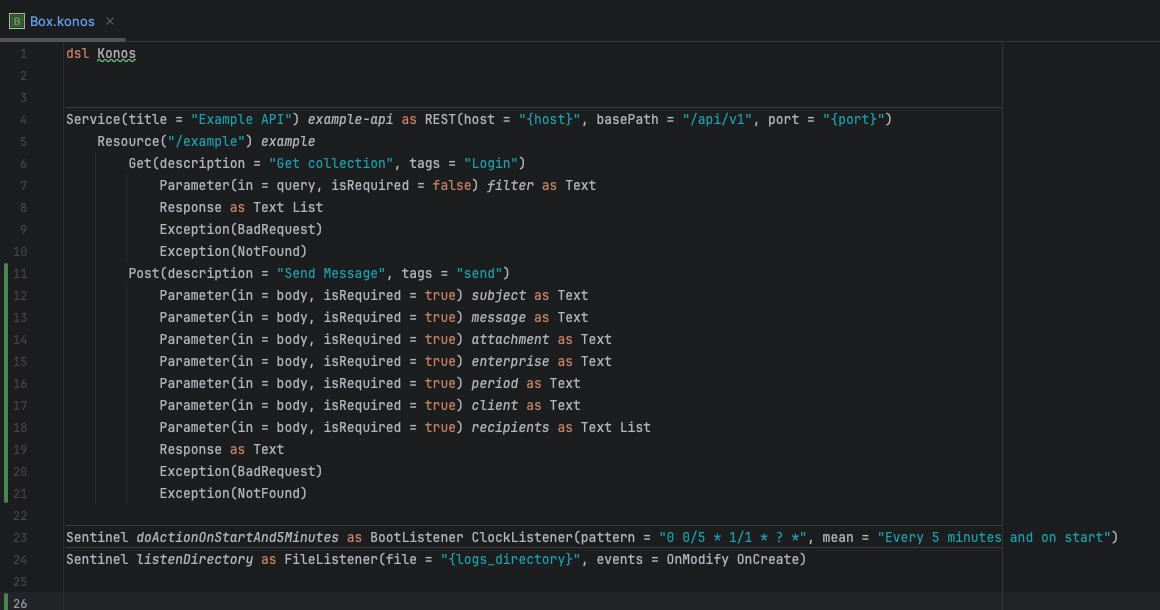 B Box.konos ×
1 dsl Konos
2
3
4 Service(title = "Example API") example-api as REST(host = "{host}", basePath = "/api/v1", port = "{port}")
5     Resource("/example") example
6         Get(description = "Get collection", tags = "Login")
7             Parameter(in = query, isRequired = false) filter as Text
8             Response as Text List
9             Exception(BadRequest)
10             Exception(NotFound)
11         Post(description = "Send Message", tags = "send")
12             Parameter(in = body, isRequired = true) subject as Text
13             Parameter(in = body, isRequired = true) message as Text
14             Parameter(in = body, isRequired = true) attachment as Text
15             Parameter(in = body, isRequired = true) enterprise as Text
16             Parameter(in = body, isRequired = true) period as Text
17             Parameter(in = body, isRequired = true) client as Text
18             Parameter(in = body, isRequired = true) recipients as Text List
19             Response as Text
20             Exception(BadRequest)
21             Exception(NotFound)
22
23 Sentinel doActionOnStartAnd5Minutes as BootListener ClockListener(pattern = "0 0/5 * 1/1 * ? *", mean = "Every 5 minutes and on start")
24 Sentinel listenDirectory as FileListener(file = "{logs_directory}", events = OnModify OnCreate)
25
26